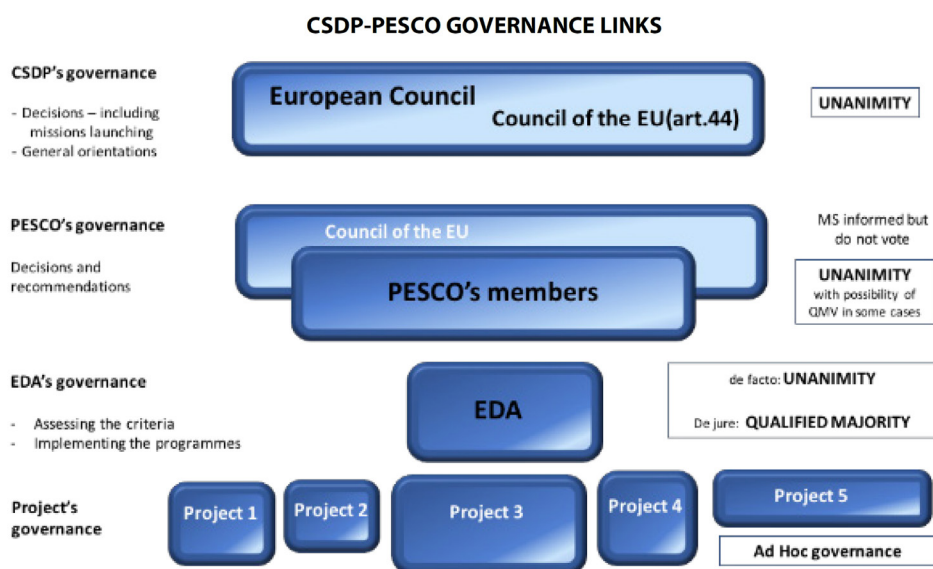 CSDP-PESCO GOVERNANCE LINKS
CSDP's governance
- Decisions – including
missions launching
- General orientations
European Council
Council of the EU(art.44)
UNANIMITY
PESCO's governance
Decisions and
recommendations
Council of the EU
PESCO's members
MS informed but
do not vote
UNANIMITY
with possibility of
QMV in some cases
EDA's governance
- Assessing the criteria
- Implementing the programmes
EDA
de facto: UNANIMITY
De jure: QUALIFIED MAJORITY
Project's
governance
Project 1
Project 2
Project 3
Project 4
Project 5
Ad Hoc governance